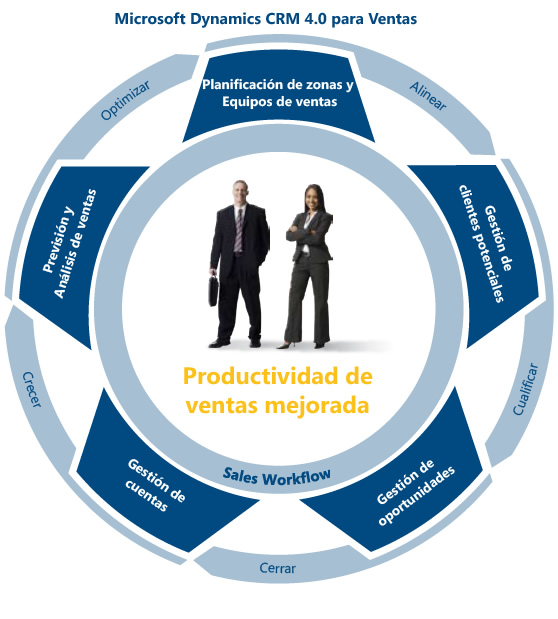 Microsoft Dynamics CRM 4.0 para Ventas
Planificación de zonas y
Equipos de ventas
Alinear
Gestión de
clientes potenciales
Cualificar
Gestión de
oportunidades
Cerrar
Gestión de
cuentas
Crecer
Previsión y
Análisis de ventas
Optimizar
Productividad de
ventas mejorada
Sales Workflow